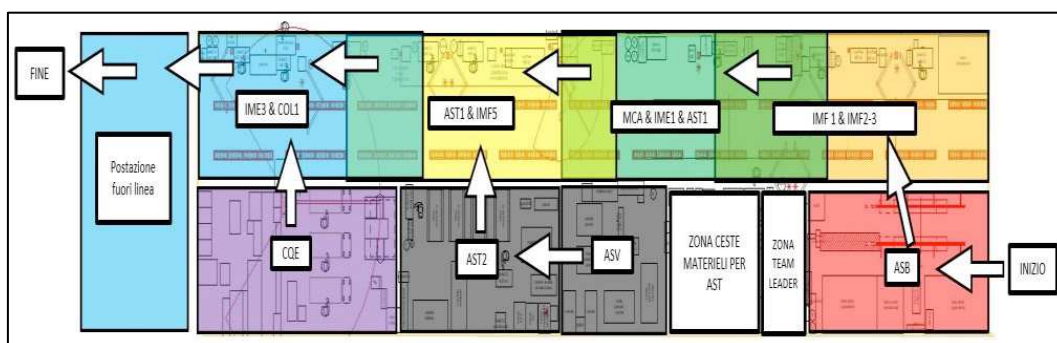 FINE
Postazione
fuori linea
IME3 & COL1
AST1 & IMF5
MCA & IME1 & AST1
IMF 1 & IMF2-3
CQE
AST2
ASV
ZONA CESTE
MATERIELI PER
AST
ZONA
TEAM
LEADER
ASB
INIZIO